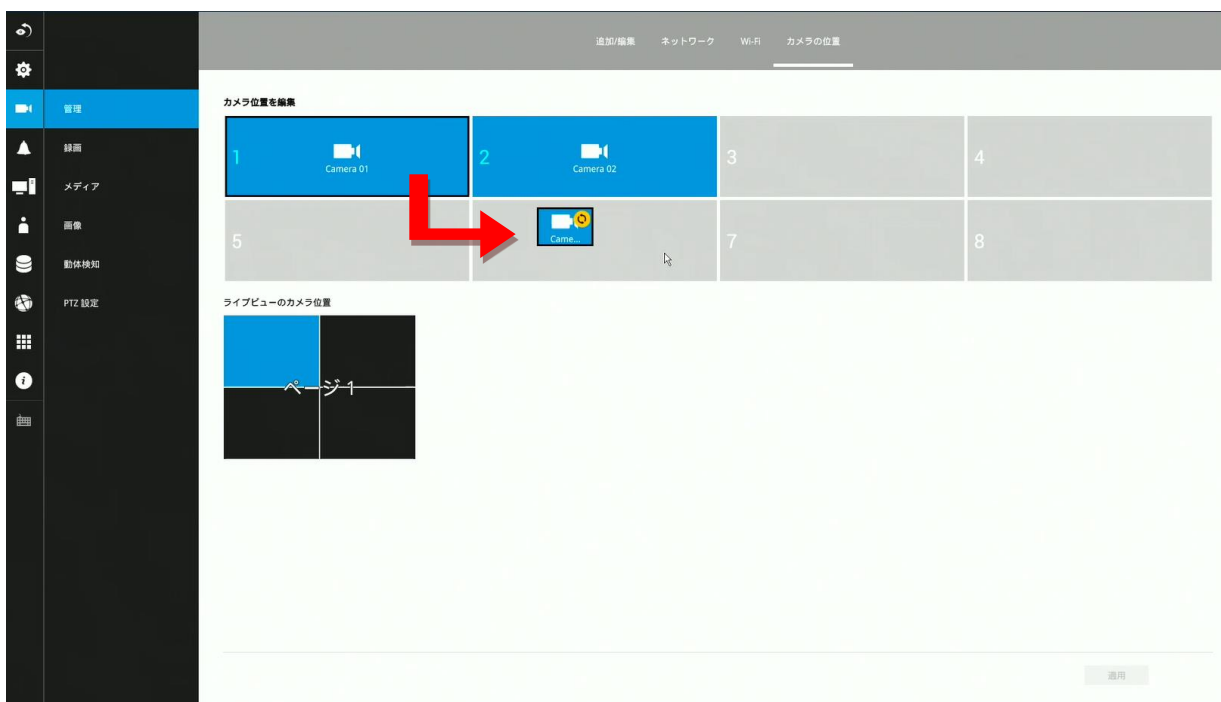 追加/編集 ネットワーク Wi-Fi カメラの位置
管理
録画
メディア
画像
動体検知
PTZ 設定
カメラ位置を編集
1 Camera 01
2 Camera 02
3
4
5
Came...
7
8
ライブビューのカメラ位置
ページ 1
適用